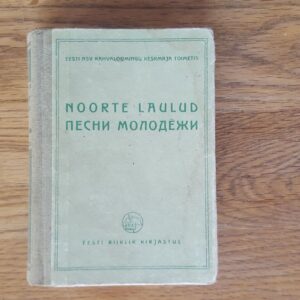 EESTI NSV RAHVALOOMINGU KESKMAJA TOIMETIS
NOORTE LAULUD
ПЕСНИ МОЛОДЁЖИ
EESTI RIIKLIK KIRJASTUS